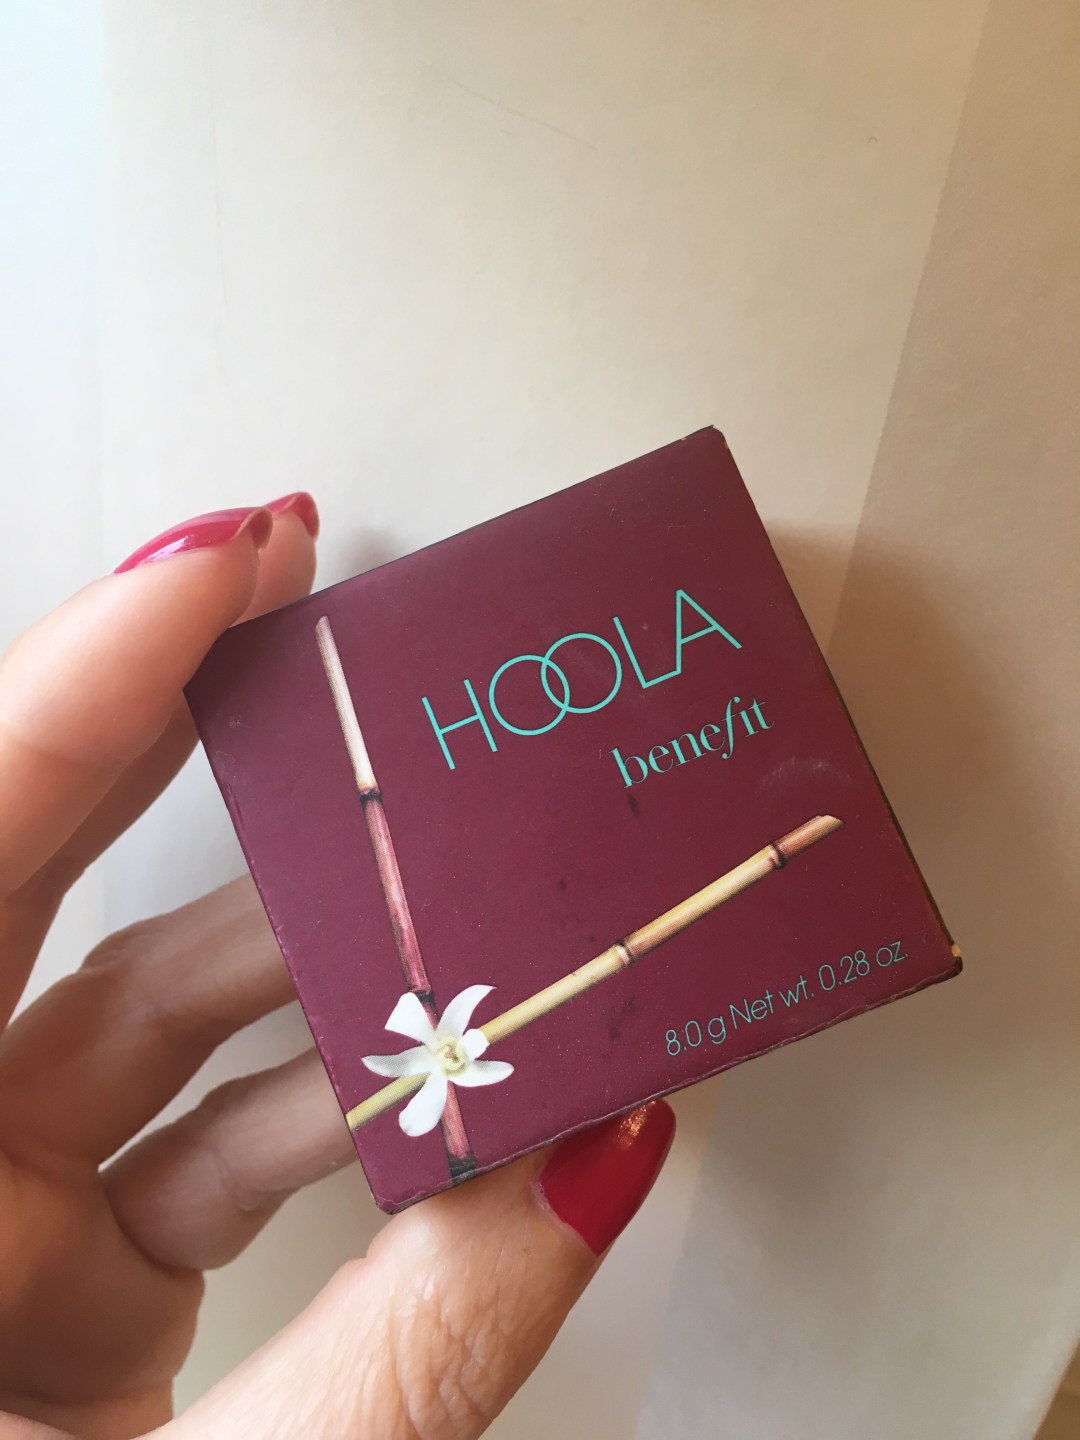 HOOLA
benefit
8.0 g Net wt. 0.28 oz.